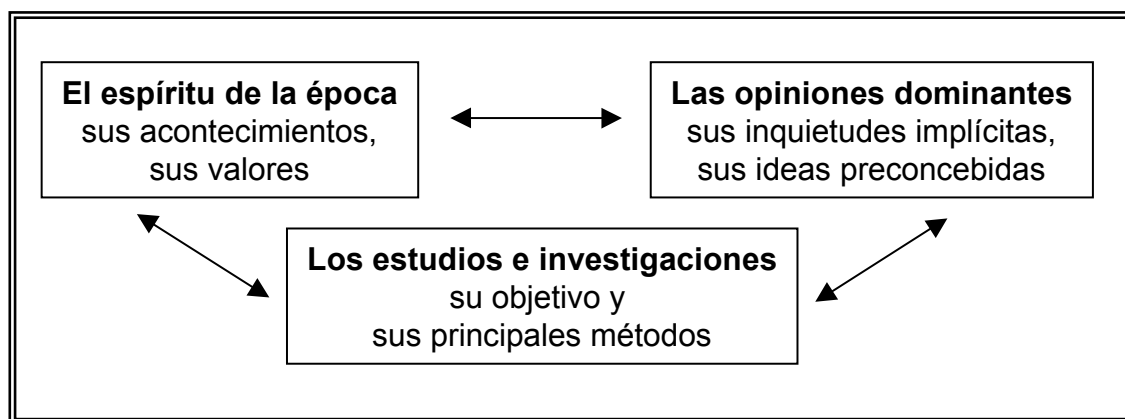 El espíritu de la época
sus acontecimientos,
sus valores
Las opiniones dominantes
sus inquietudes implícitas,
sus ideas preconcebidas
Los estudios e investigaciones
su objetivo y
sus principales métodos